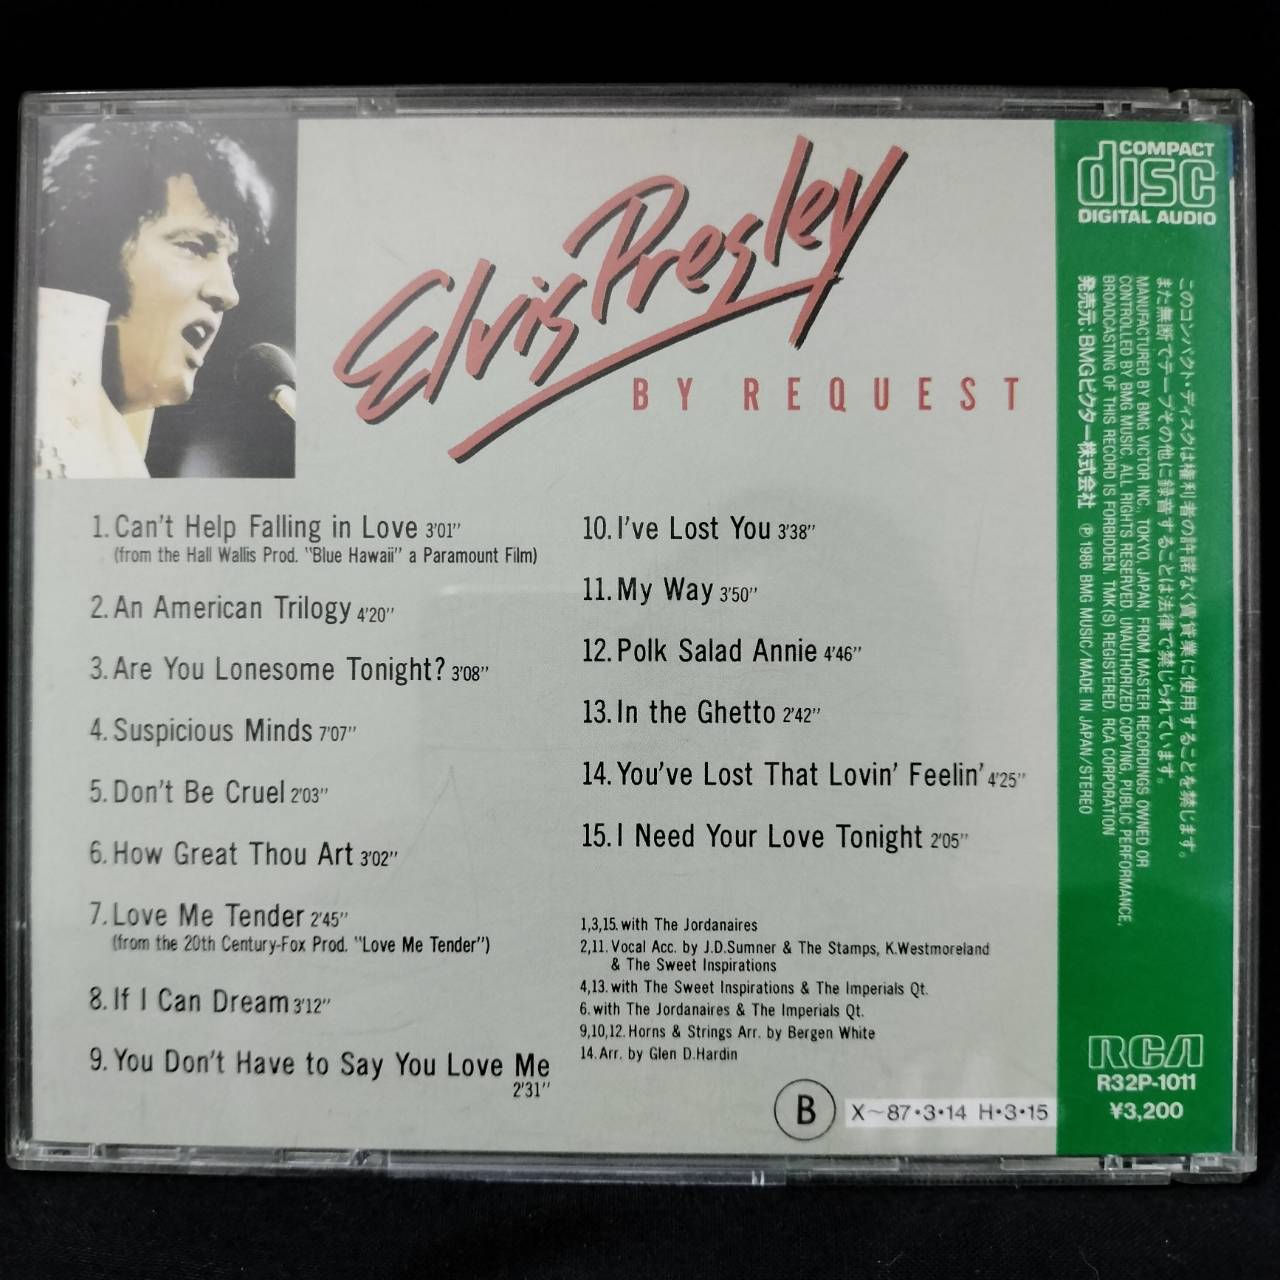 Elvis Presley
BY REQUEST
1. Can't Help Falling in Love 3'01"
(from the Hall Wallis Prod. "Blue Hawaii" a Paramount Film)
2. An American Trilogy 4'20"
3. Are You Lonesome Tonight? 3'08"
4. Suspicious Minds 7'07"
5. Don't Be Cruel 2'03"
6. How Great Thou Art 3'02"
7. Love Me Tender 2'45"
(from the 20th Century-Fox Prod. "Love Me Tender")
8. If I Can Dream 3'12"
9. You Don't Have to Say You Love Me
2'31"
10. I've Lost You 3'38"
11. My Way 3'50"
12. Polk Salad Annie 4'46"
13. In the Ghetto 2'42"
14. You've Lost That Lovin' Feelin' 4'25"
15. I Need Your Love Tonight 2'05"
1,3,15. with The Jordanaires
2,11. Vocal Acc. by J.D.Sumner & The Stamps, K.Westmoreland
& The Sweet Inspirations
4,13. with The Sweet Inspirations & The Imperials Qt.
6. with The Jordanaires & The Imperials Qt.
9,10,12. Horns & Strings Arr. by Bergen White
14. Arr. by Glen D.Hardin
B
X~87・3・14 H・3・15
COMPACT
disc
DIGITAL AUDIO
このコンパクト・ディスクは権利者の許諾なく賃貸業に使用することを禁じます。
また無断でテープその他に録音することは法律で禁じられています。
MANUFACTURED BY BMG VICTOR INC., TOKYO, JAPAN. FROM MASTER RECORDINGS OWNED OR
CONTROLLED BY BMG MUSIC. ALL RIGHTS RESERVED. UNAUTHORIZED COPYING, PUBLIC PERFORMANCE,
BROADCASTING OF THIS RECORD IS FORBIDDEN. TMK(S) REGISTERED. RCA CORPORATION
発売元:BMGビクター株式会社 ℗ 1986 BMG MUSIC/MADE IN JAPAN/STEREO
RCA
R32P-1011
¥3,200